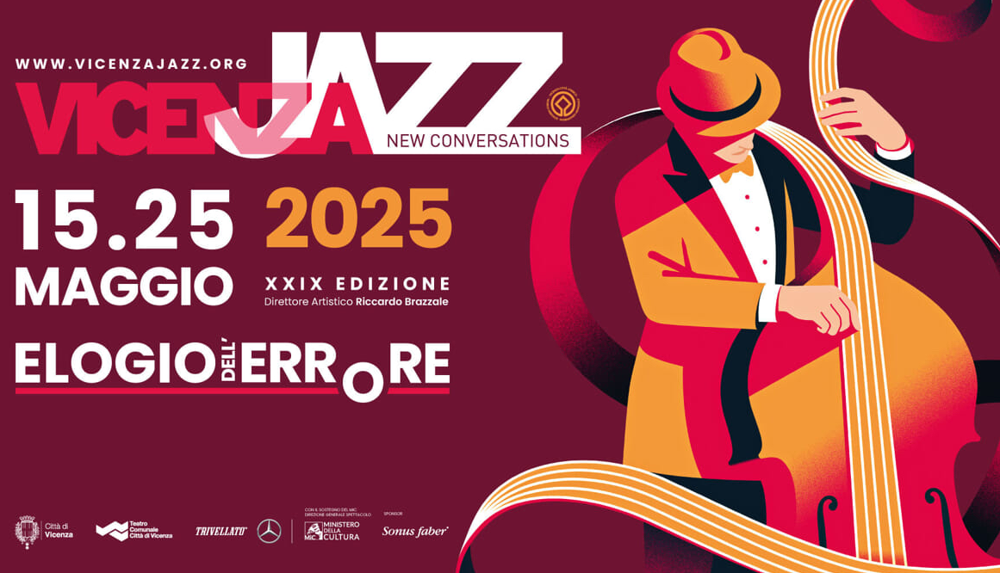 WWW.VICENZAJAZZ.ORG
VICENZA JAZZ
NEW CONVERSATIONS
15.25 2025
MAGGIO
XXIX EDIZIONE
Direttore Artistico Riccardo Brazzale
ELOGIO DELL' ERRORE
Città di
Vicenza
Teatro
Comunale
Città di Vicenza
TRIVELLATO
CON IL SOSTEGNO DEL MIC
DIREZIONE GENERALE SPETTACOLO
MiC
MINISTERO
DELLA
CULTURA
SPONSOR
Sonus faber